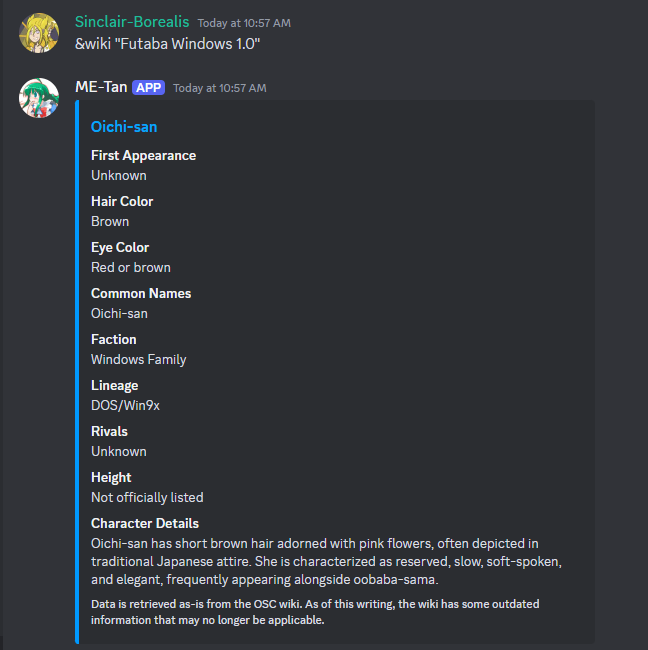 Sinclair-Borealis Today at 10:57 AM
&wiki "Futaba Windows 1.0"
ME-Tan APP Today at 10:57 AM
Oichi-san
First Appearance
Unknown
Hair Color
Brown
Eye Color
Red or brown
Common Names
Oichi-san
Faction
Windows Family
Lineage
DOS/Win9x
Rivals
Unknown
Height
Not officially listed
Character Details
Oichi-san has short brown hair adorned with pink flowers, often depicted in
traditional Japanese attire. She is characterized as reserved, slow, soft-spoken,
and elegant, frequently appearing alongside oobaba-sama.
Data is retrieved as-is from the OSC wiki. As of this writing, the wiki has some outdated
information that may no longer be applicable.